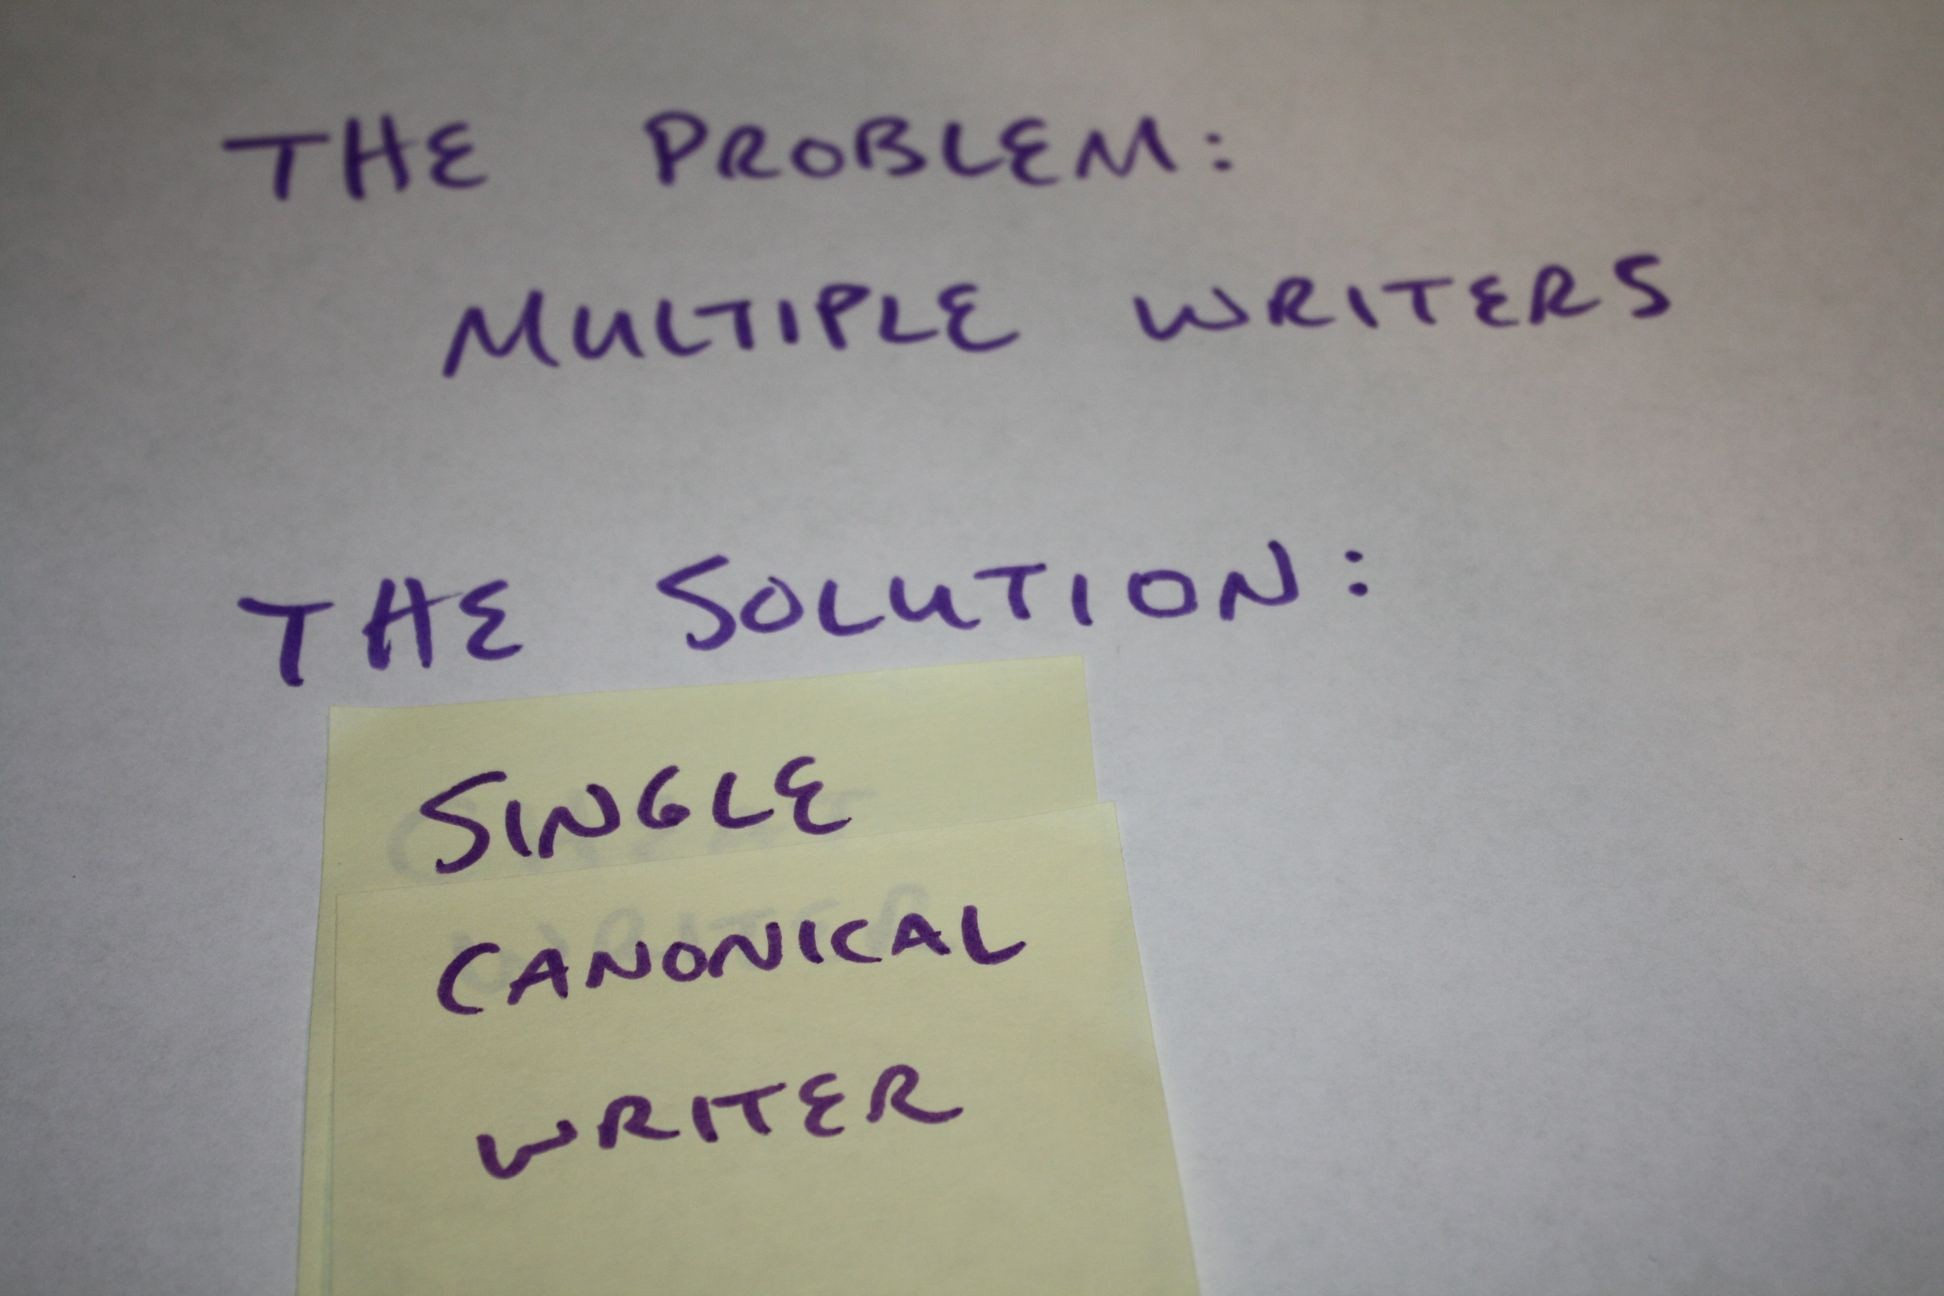 THE PROBLEM:
MULTIPLE WRITERS
THE SOLUTION:
SINGLE
CANONICAL
WRITER